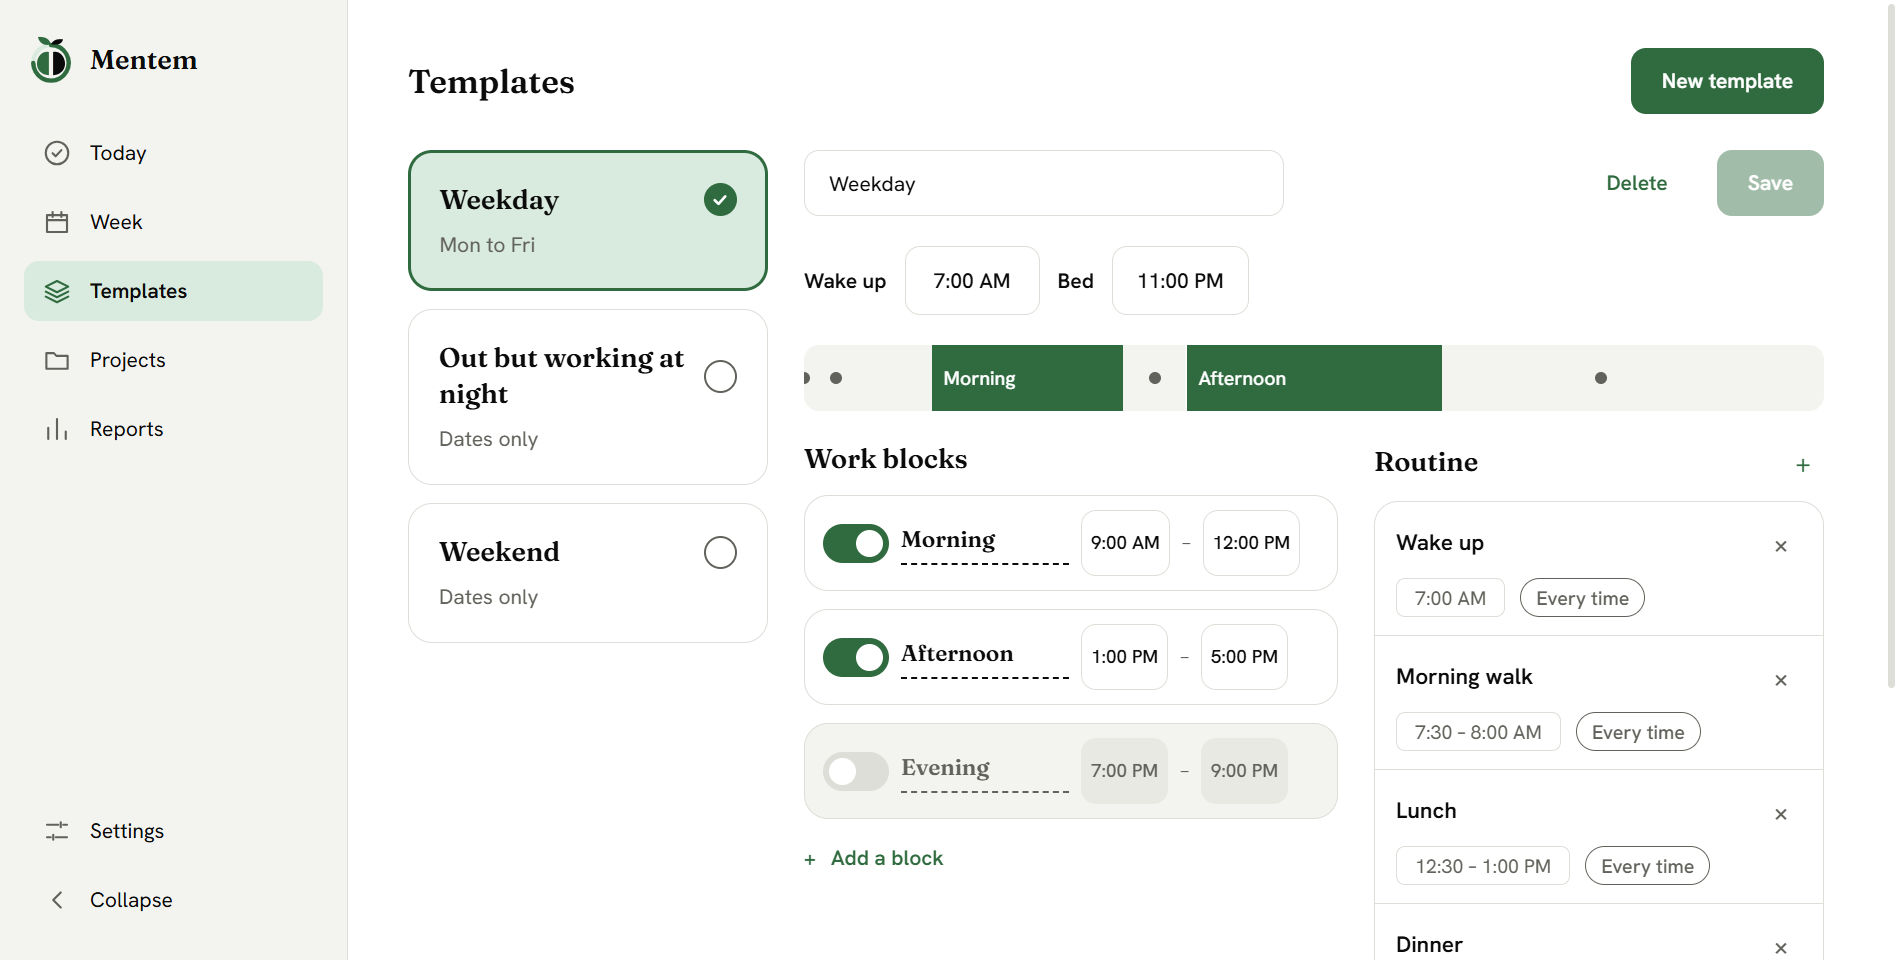 Mentem
Today
Week
Templates
Projects
Reports
Settings
Collapse
Templates
New template
Weekday
Mon to Fri
Out but working at
night
Dates only
Weekend
Dates only
Weekday
Delete
Save
Wake up
7:00 AM
Bed
11:00 PM
Morning
Afternoon
Work blocks
Morning
9:00 AM – 12:00 PM
Afternoon
1:00 PM – 5:00 PM
Evening
7:00 PM – 9:00 PM
+ Add a block
Routine
+
Wake up
×
7:00 AM
Every time
Morning walk
×
7:30 – 8:00 AM
Every time
Lunch
×
12:30 – 1:00 PM
Every time
Dinner
×